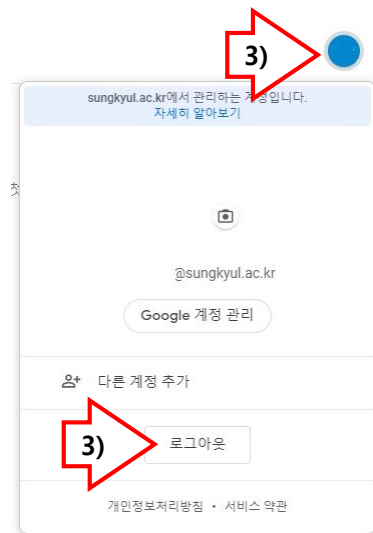 3)
sungkyul.ac.kr에서 관리하는 계정입니다.
자세히 알아보기
첫
@sungkyul.ac.kr
Google 계정 관리
다른 계정 추가
3)
로그아웃
개인정보처리방침 • 서비스 약관